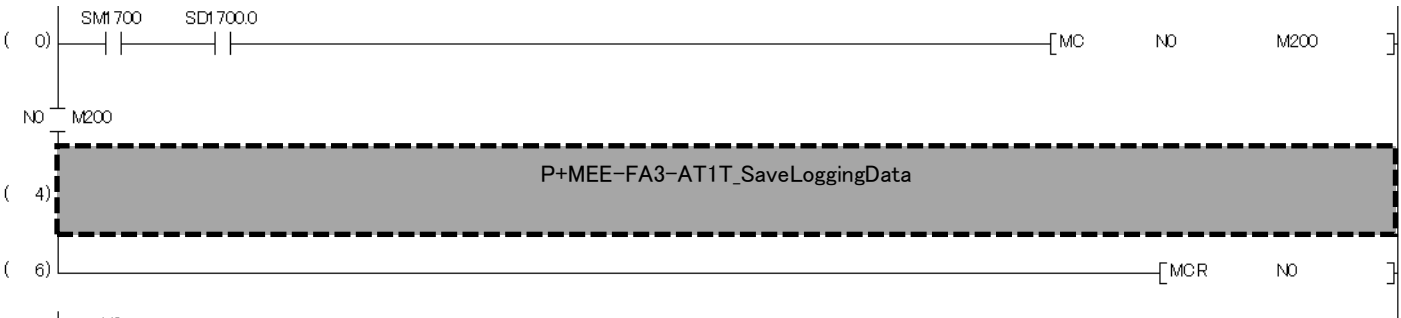 SM1700 SD1700.0
( 0) MC N0 M200
N0 M200
P+MEE-FA3-AT1T_SaveLoggingData
( 4)
( 6) MCR N0